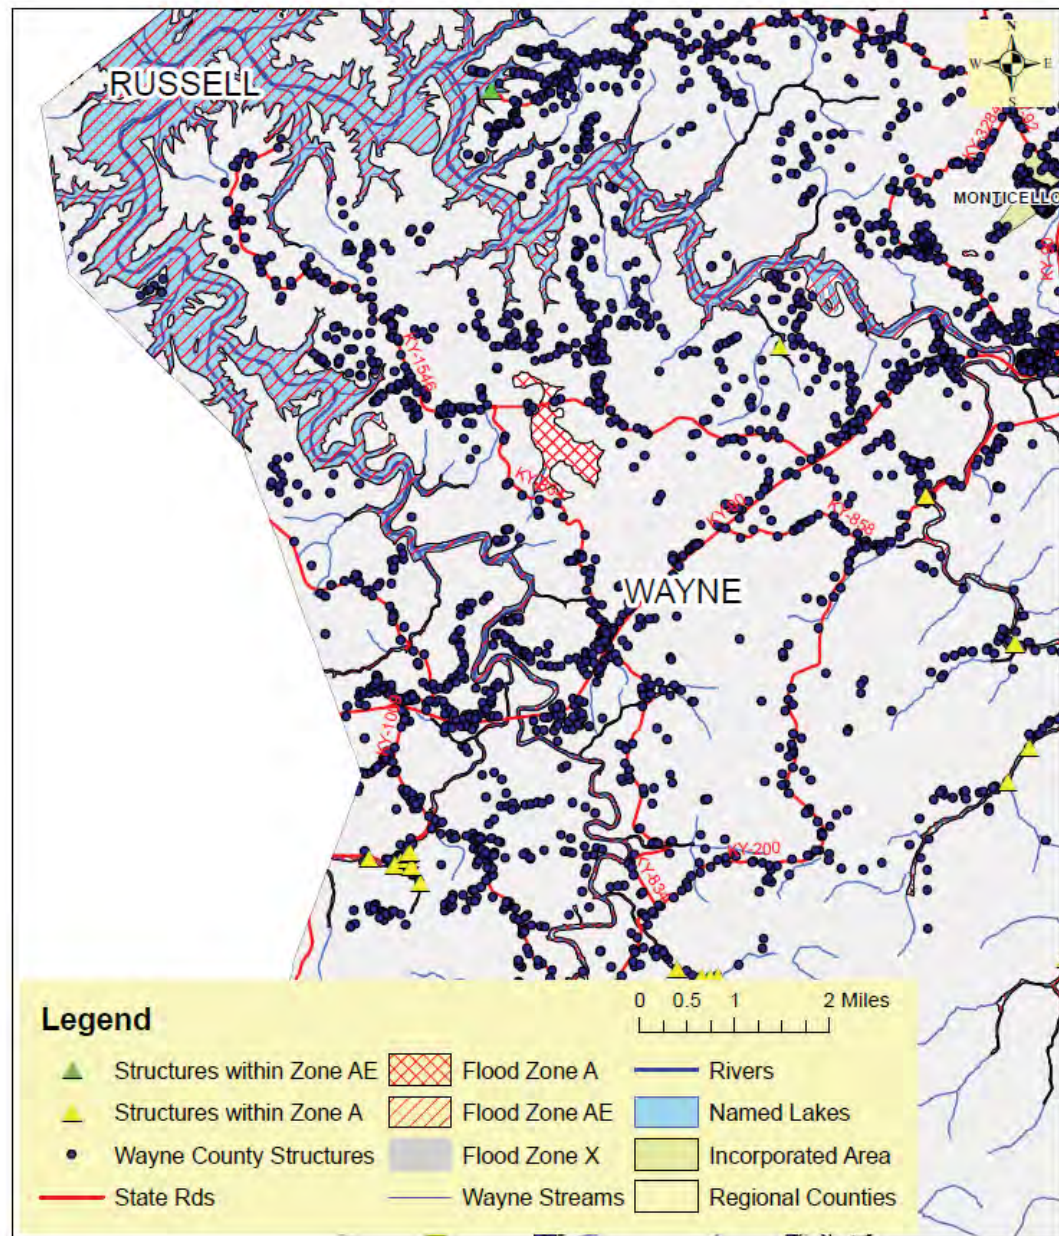 N
W E
S
RUSSELL
KY-3284
MONTICELLO
KY-1546
KY-90
KY-858
WAYNE
KY-200
KY-834
0 0.5 1 2 Miles
Legend
Structures within Zone AE Flood Zone A Rivers
Structures within Zone A Flood Zone AE Named Lakes
Wayne County Structures Flood Zone X Incorporated Area
State Rds Wayne Streams Regional Counties